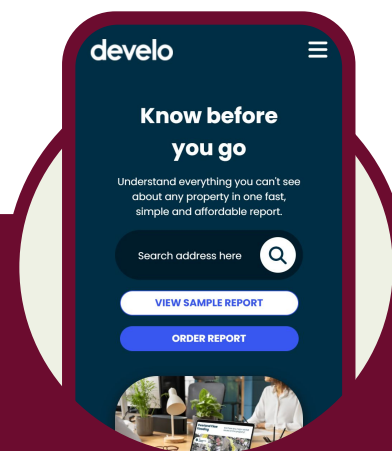 develo
Know before
you go
Understand everything you can't see
about any property in one fast,
simple and affordable report.
Search address here
VIEW SAMPLE REPORT
ORDER REPORT